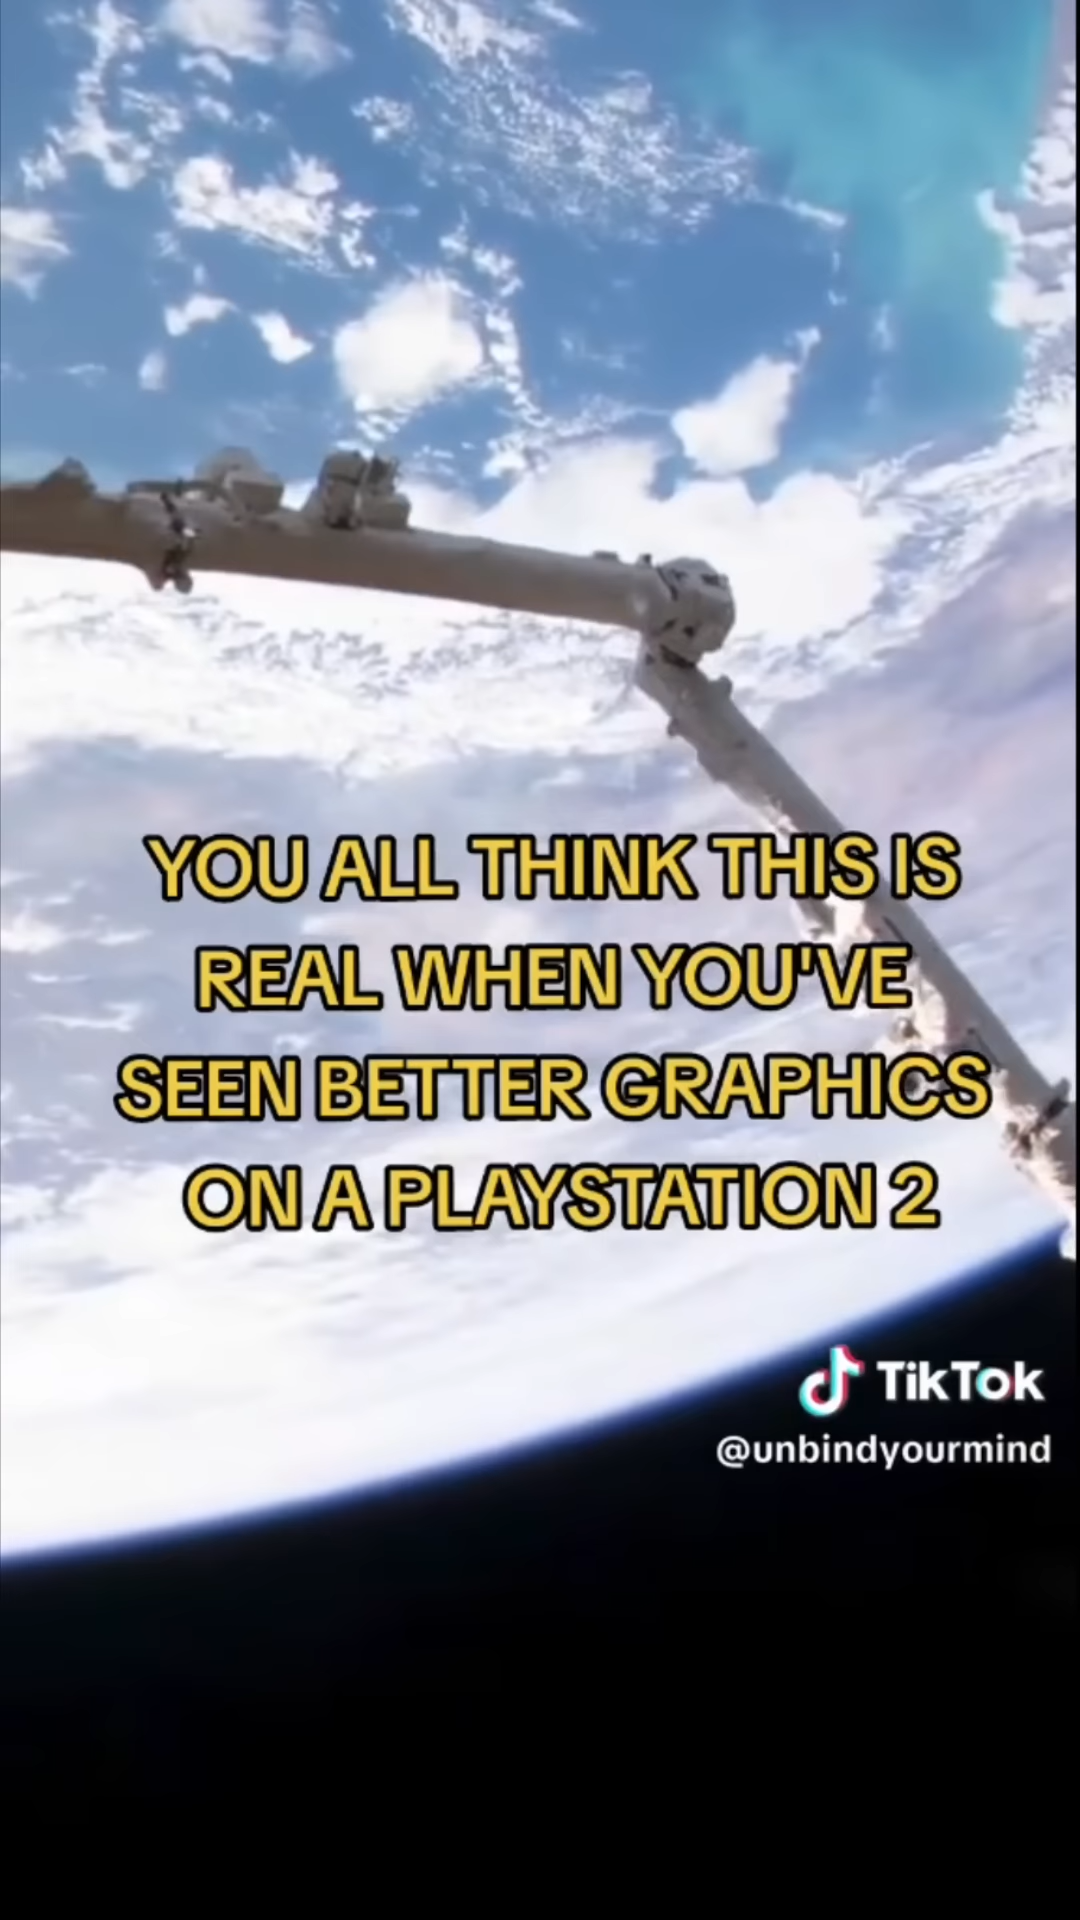 YOU ALL THINK THIS IS
REAL WHEN YOU'VE
SEEN BETTER GRAPHICS
ON A PLAYSTATION 2
TikTok
@unbindyourmind